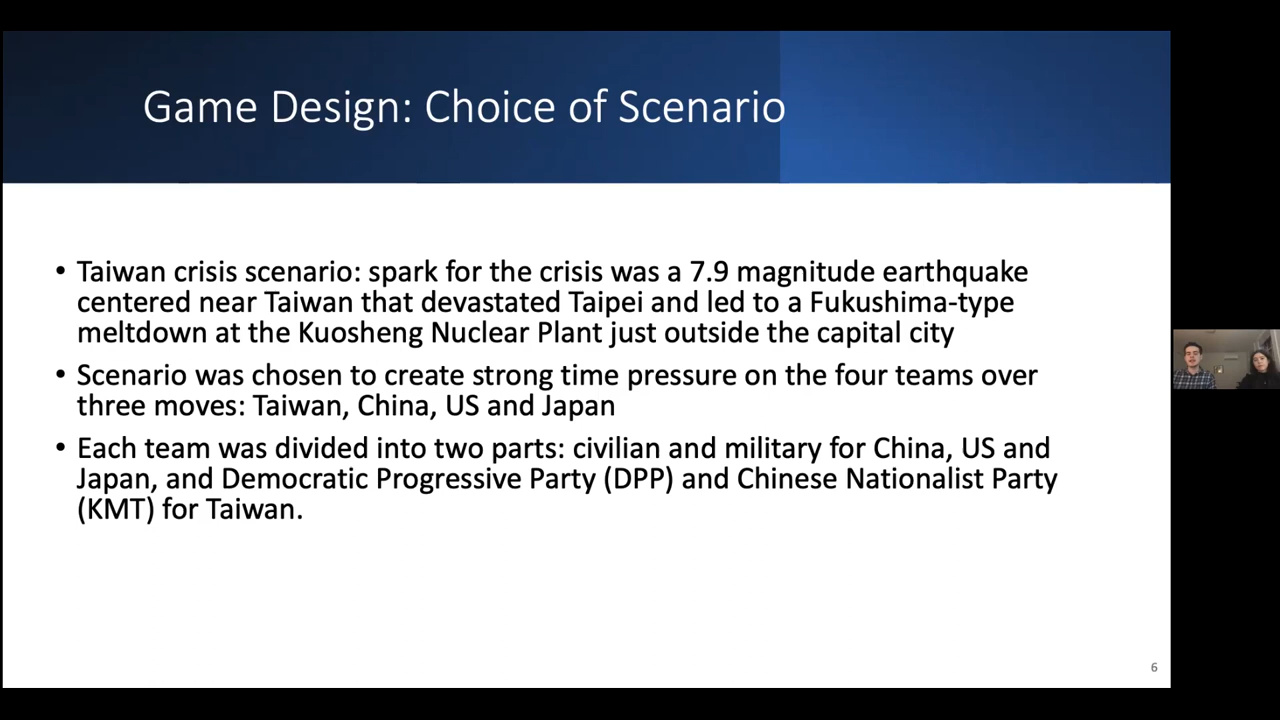 Game Design: Choice of Scenario
• Taiwan crisis scenario: spark for the crisis was a 7.9 magnitude earthquake
centered near Taiwan that devastated Taipei and led to a Fukushima-type
meltdown at the Kuosheng Nuclear Plant just outside the capital city
• Scenario was chosen to create strong time pressure on the four teams over
three moves: Taiwan, China, US and Japan
• Each team was divided into two parts: civilian and military for China, US and
Japan, and Democratic Progressive Party (DPP) and Chinese Nationalist Party
(KMT) for Taiwan.
6